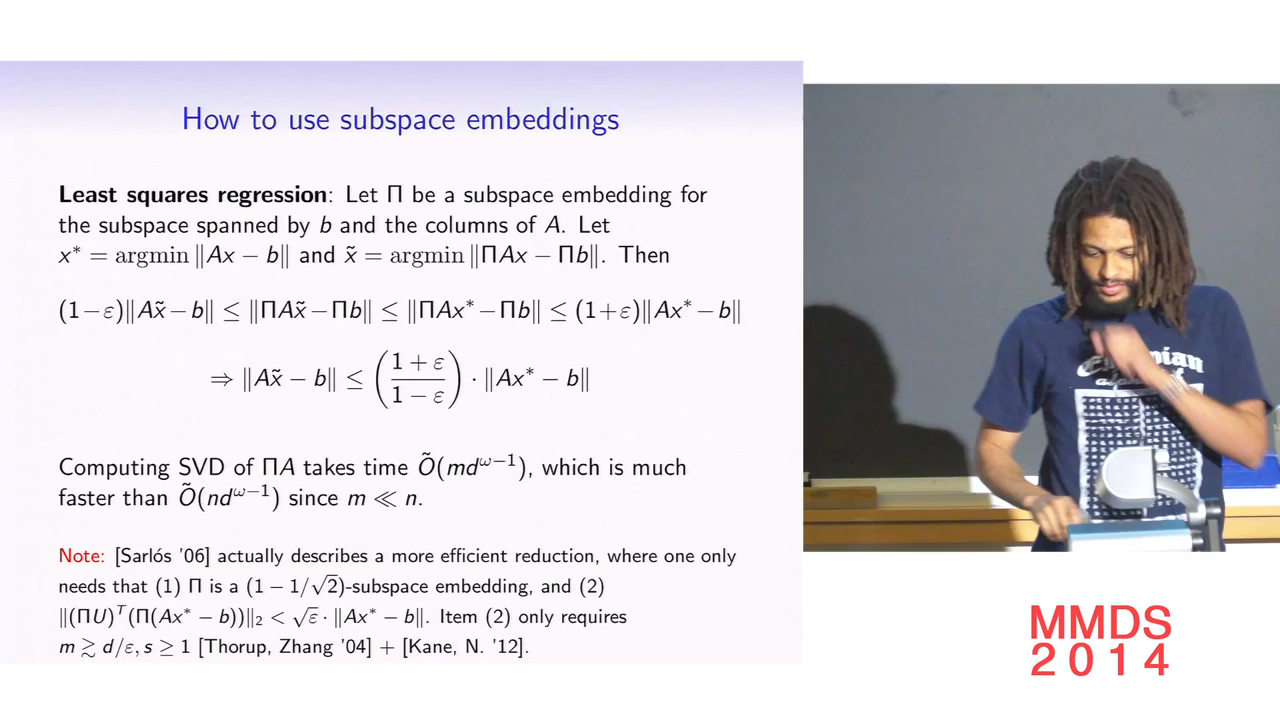 How to use subspace embeddings
Least squares regression: Let Π be a subspace embedding for
the subspace spanned by b and the columns of A. Let
x* = argmin ‖Ax − b‖ and x̃ = argmin ‖ΠAx − Πb‖. Then
(1−ε)‖Ax̃−b‖ ≤ ‖ΠAx̃−Πb‖ ≤ ‖ΠAx*−Πb‖ ≤ (1+ε)‖Ax*−b‖
⇒ ‖Ax̃ − b‖ ≤ ((1 + ε)/(1 − ε)) · ‖Ax* − b‖
Computing SVD of ΠA takes time Õ(md^{ω−1}), which is much
faster than Õ(nd^{ω−1}) since m ≪ n.
Note: [Sarlós '06] actually describes a more efficient reduction, where one only
needs that (1) Π is a (1 − 1/√2)-subspace embedding, and (2)
‖(ΠU)^T(Π(Ax* − b))‖₂ < √ε · ‖Ax* − b‖. Item (2) only requires
m ≳ d/ε, s ≥ 1 [Thorup, Zhang '04] + [Kane, N. '12].
MMDS
2014